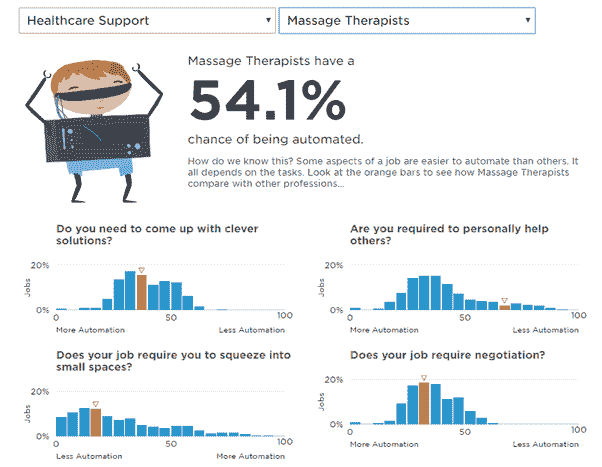 Healthcare Support
Massage Therapists
Massage Therapists have a
54.1%
chance of being automated.
How do we know this? Some aspects of a job are easier to automate than others. It
all depends on the tasks. Look at the orange bars to see how Massage Therapists
compare with other professions...
Do you need to come up with clever
solutions?
20%
Jobs
0%
0
50
100
More Automation
Less Automation
Are you required to personally help
others?
20%
Jobs
0%
0
50
100
More Automation
Less Automation
Does your job require you to squeeze into
small spaces?
20%
Jobs
0%
0
50
100
Less Automation
More Automation
Does your job require negotiation?
20%
Jobs
0%
0
50
100
More Automation
Less Automation